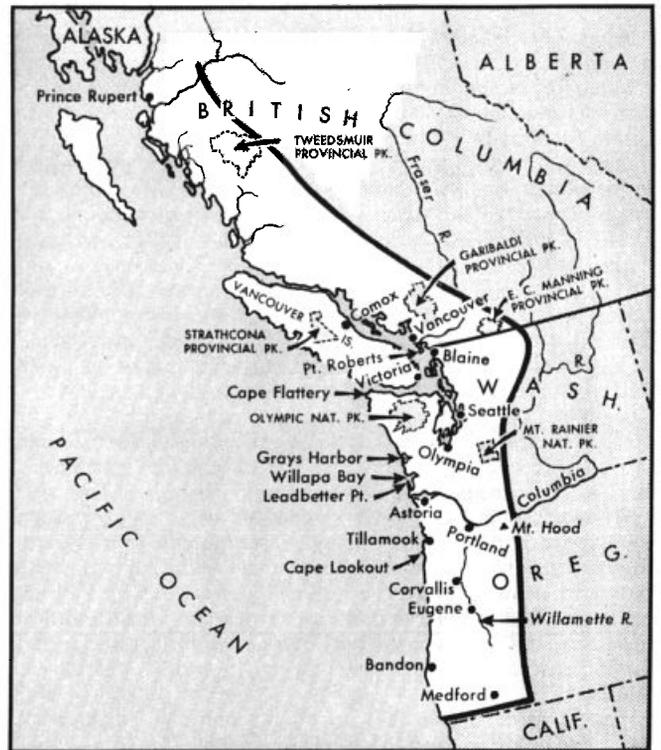 ALASKA
ALBERTA
Prince Rupert
BRITISH
COLUMBIA
TWEEDSMUIR
PROVINCIAL PK.
Fraser R.
GARIBALDI
PROVINCIAL PK.
E. C. MANNING
PROVINCIAL PK.
VANCOUVER IS.
Comox
Vancouver
STRATHCONA
PROVINCIAL PK.
Pt. Roberts
Blaine
Victoria
R.
WASH.
Cape Flattery
OLYMPIC NAT. PK.
Seattle
MT. RAINIER
NAT. PK.
Grays Harbor
Olympia
Willapa Bay
Leadbetter Pt.
Columbia
Astoria
PACIFIC OCEAN
Tillamook
Portland
Mt. Hood
Cape Lookout
OREG.
Corvallis
Eugene
Willamette R.
Bandon
Medford
CALIF.